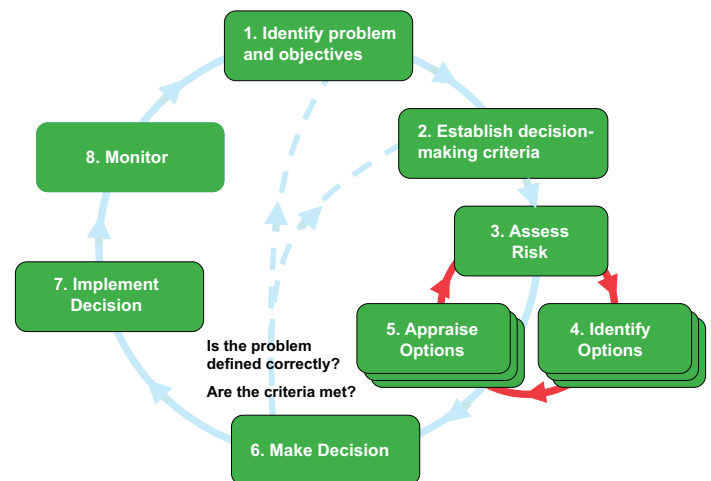 1. Identify problem
and objectives
2. Establish decision-
making criteria
8. Monitor
3. Assess
Risk
7. Implement
Decision
5. Appraise
Options
4. Identify
Options
Is the problem
defined correctly?
Are the criteria met?
6. Make Decision